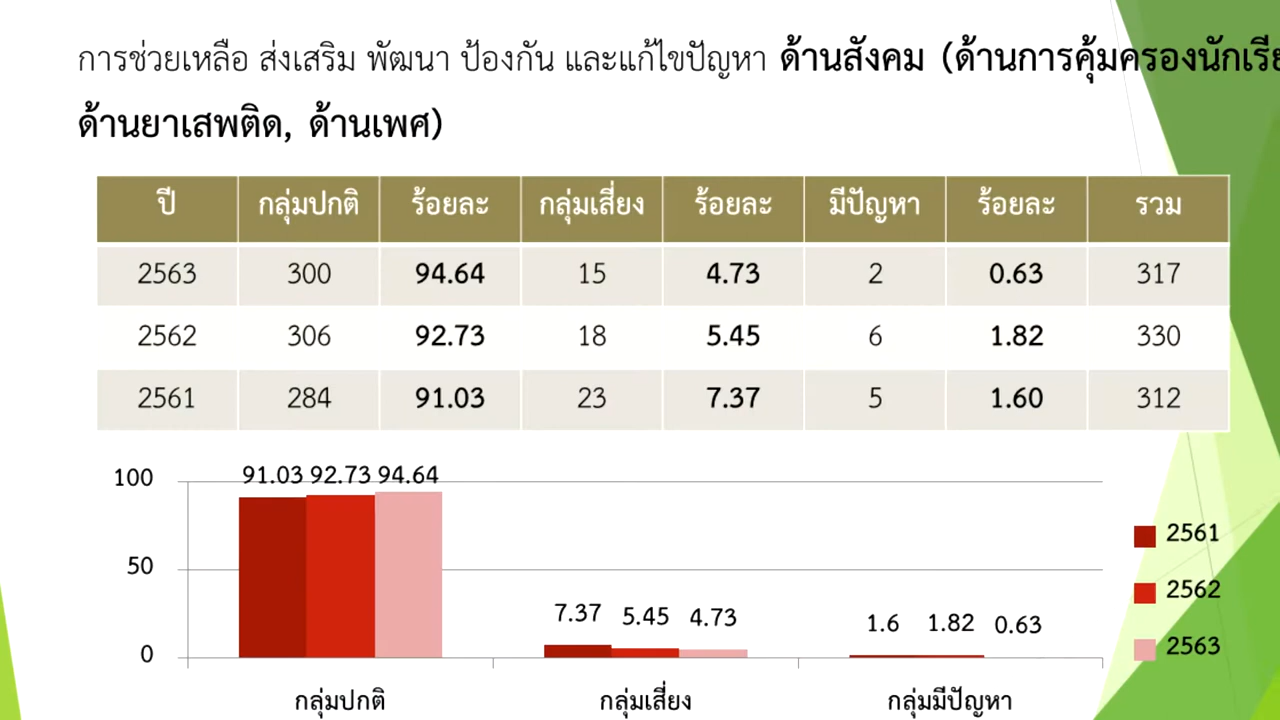 การช่วยเหลือ ส่งเสริม พัฒนา ป้องกัน และแก้ไขปัญหา ด้านสังคม (ด้านการคุ้มครองนักเรีย
ด้านยาเสพติด, ด้านเพศ)
ปี กลุ่มปกติ ร้อยละ กลุ่มเสี่ยง ร้อยละ มีปัญหา ร้อยละ รวม
2563 300 94.64 15 4.73 2 0.63 317
2562 306 92.73 18 5.45 6 1.82 330
2561 284 91.03 23 7.37 5 1.60 312
100
91.03 92.73 94.64
50
7.37 5.45 4.73
1.6 1.82 0.63
0
กลุ่มปกติ กลุ่มเสี่ยง กลุ่มมีปัญหา
2561
2562
2563